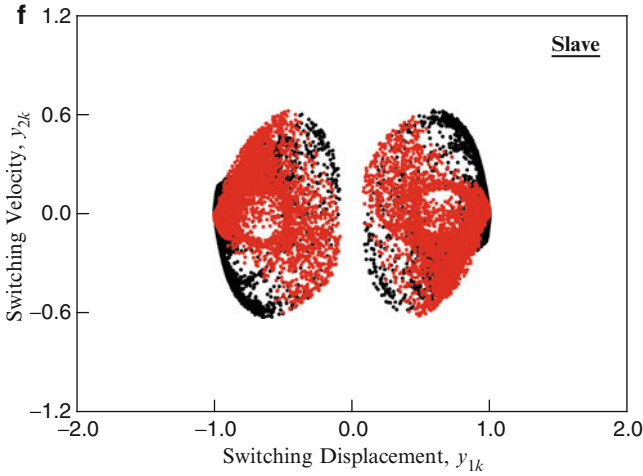 f
1.2
Slave
0.6
0.0
−0.6
−1.2
Switching Velocity, y2k
−2.0 −1.0 0.0 1.0 2.0
Switching Displacement, y1k